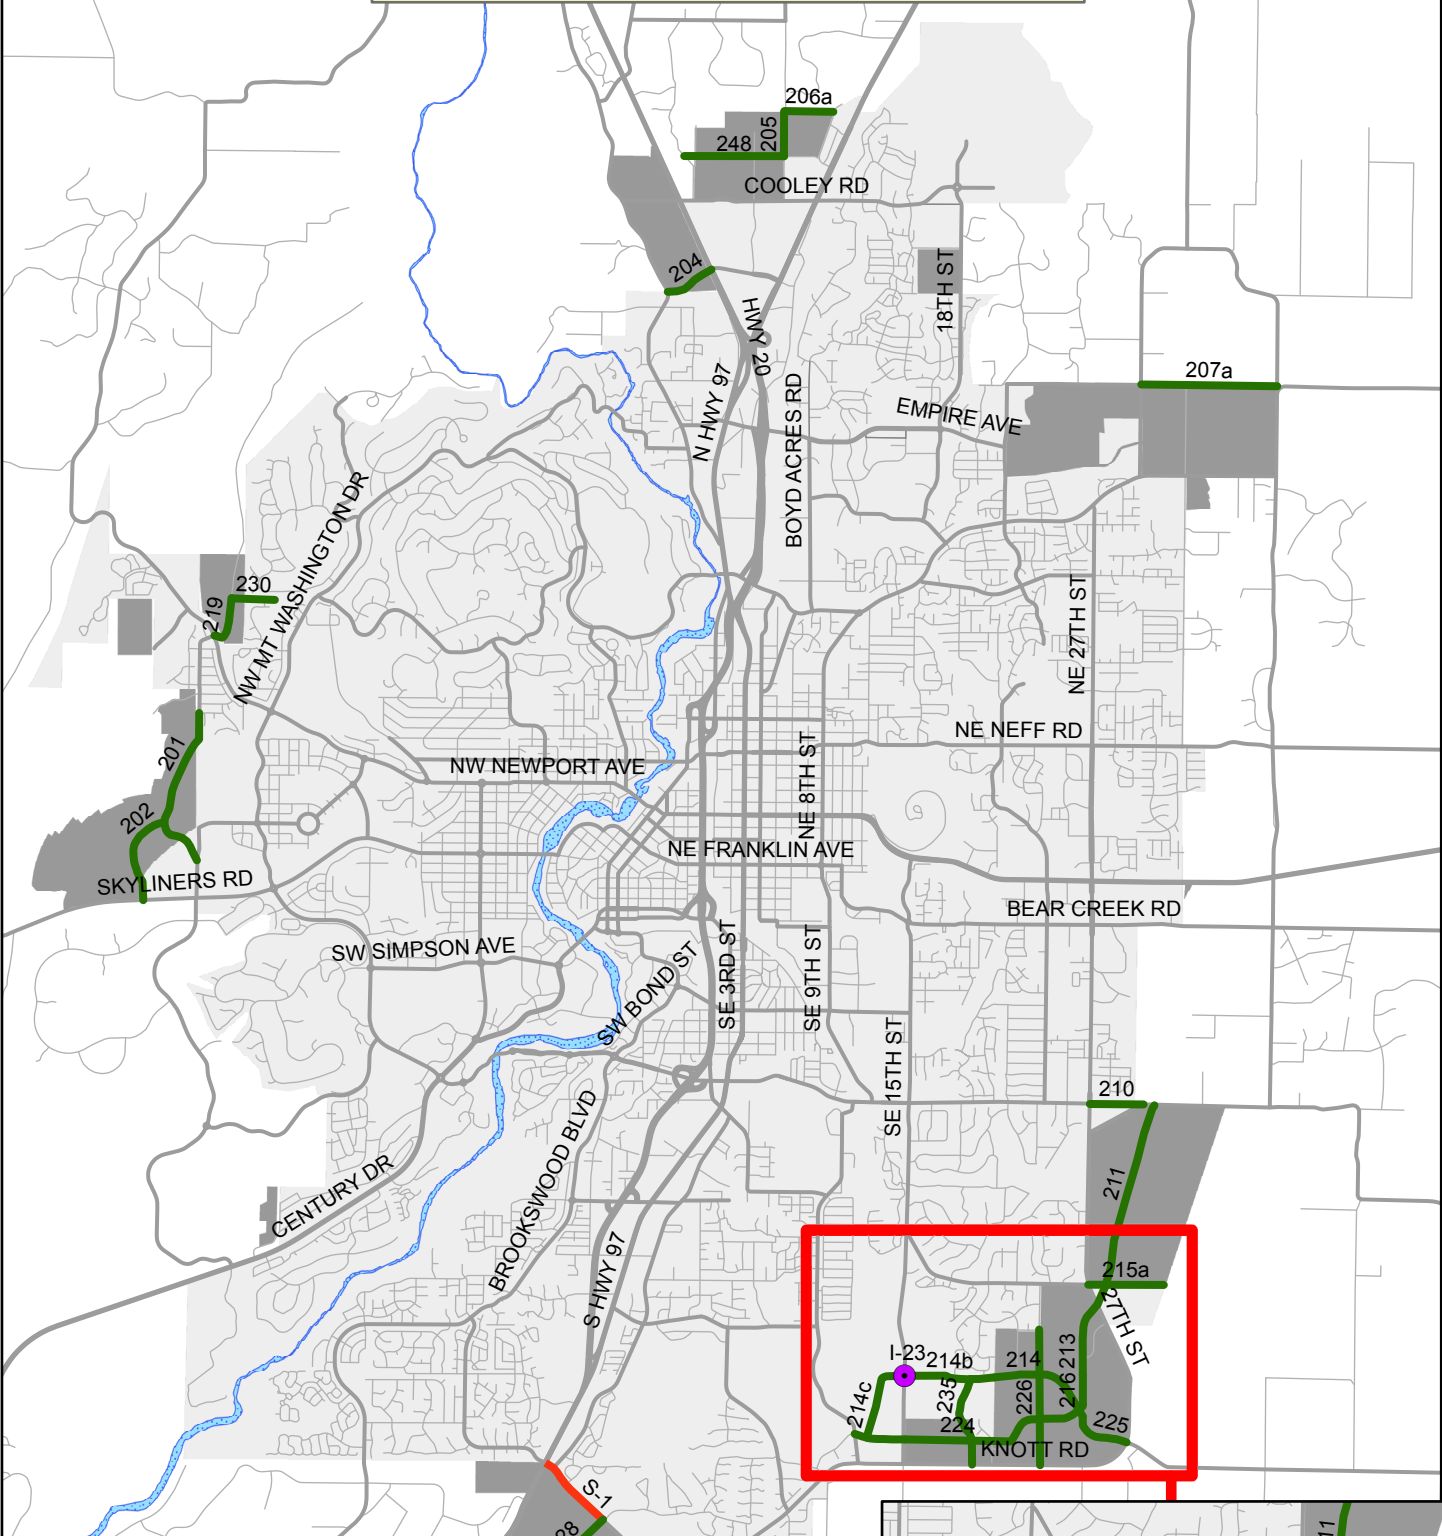 206a
205
248
COOLEY RD
204
18TH ST
HWY 20
N HWY 97
207a
BOYD ACRES RD
EMPIRE AVE
NW MT WASHINGTON DR
230
219
NE 27TH ST
201
NE NEFF RD
NW NEWPORT AVE
NE 8TH ST
202
NE FRANKLIN AVE
SKYLINERS RD
BEAR CREEK RD
SW SIMPSON AVE
SW BOND ST
SE 3RD ST
SE 9TH ST
SE 15TH ST
210
211
CENTURY DR
BROOKSWOOD BLVD
S HWY 97
215a
27TH ST
I-23
214b
214
213
216
226
235
214c
224
225
KNOTT RD
S-1
28
11